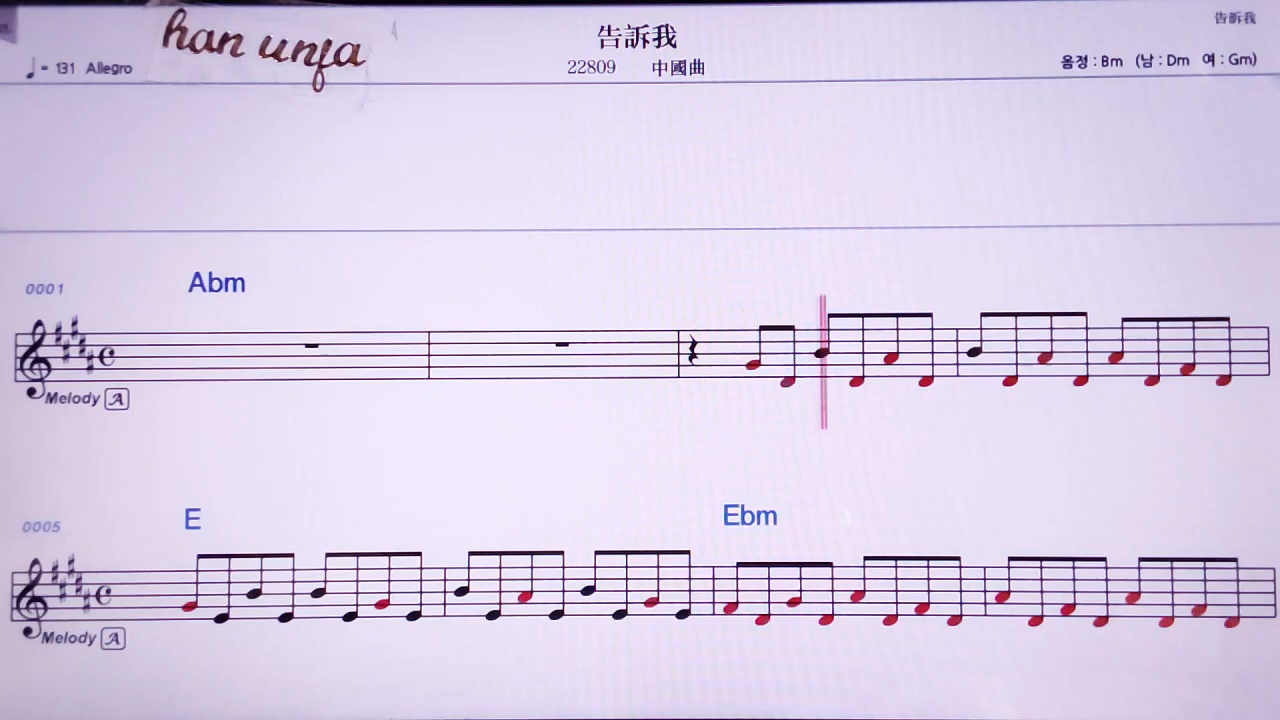 han unfa
告訴我
告訴我
♩= 131 Allegro
22809 中國曲
음정 : Bm (남 : Dm 여 : Gm)
0001
Abm
Melody A
0005
E
Ebm
Melody A